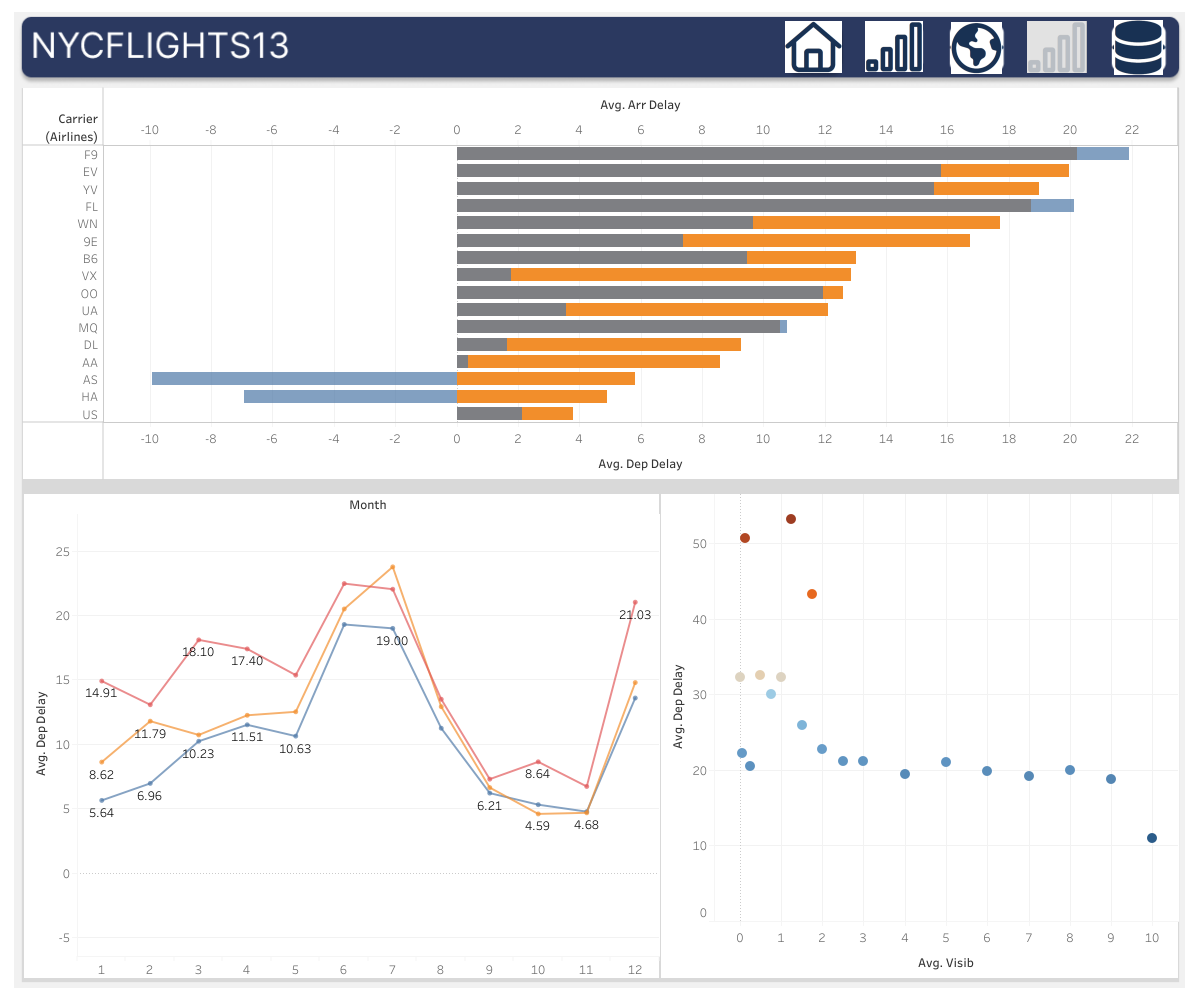 NYCFLIGHTS13
Avg. Arr Delay
Carrier
(Airlines)
-10 -8 -6 -4 -2 0 2 4 6 8 10 12 14 16 18 20 22
F9
EV
YV
FL
WN
9E
B6
VX
OO
UA
MQ
DL
AA
AS
HA
US
-10 -8 -6 -4 -2 0 2 4 6 8 10 12 14 16 18 20 22
Avg. Dep Delay
Month
Avg. Dep Delay
25
20
15
10
5
0
-5
14.91
18.10
17.40
19.00
21.03
8.62
11.79
10.23
11.51
10.63
8.64
5.64
6.96
6.21
4.59
4.68
1 2 3 4 5 6 7 8 9 10 11 12
Avg. Dep Delay
50
40
30
20
10
0
0 1 2 3 4 5 6 7 8 9 10
Avg. Visib